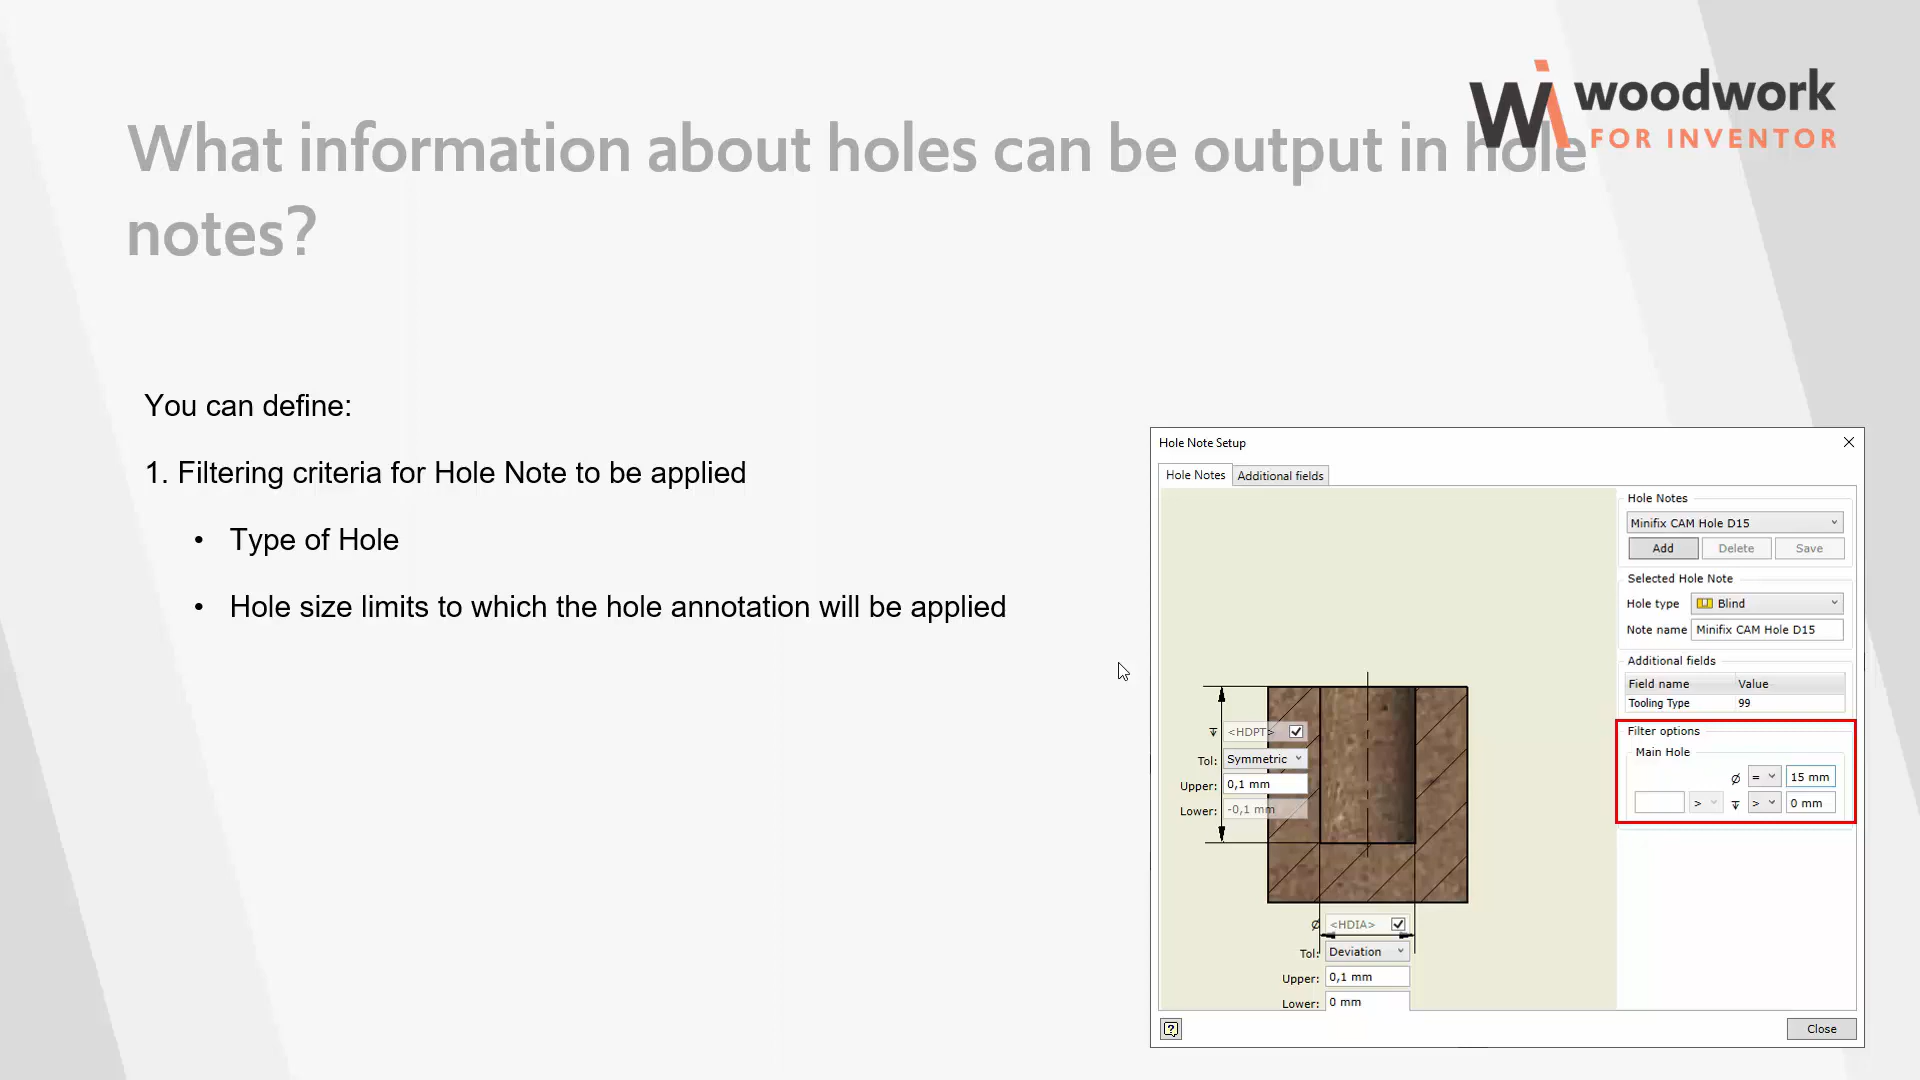 woodwork
FOR INVENTOR
What information about holes can be output in hole
notes?
You can define:
1. Filtering criteria for Hole Note to be applied
• Type of Hole
• Hole size limits to which the hole annotation will be applied
Hole Note Setup
Hole Notes
Additional fields
Hole Notes
Minifix CAM Hole D15
Add
Delete
Save
Selected Hole Note
Hole type
Blind
Note name
Minifix CAM Hole D15
Additional fields
Field name
Value
Tooling Type
99
Filter options
Main Hole
⌀ = 15 mm
> ↧ > 0 mm
↧ <HDPT>
Tol: Symmetric
Upper: 0,1 mm
Lower: -0,1 mm
⌀ <HDIA>
Tol: Deviation
Upper: 0,1 mm
Lower: 0 mm
Close